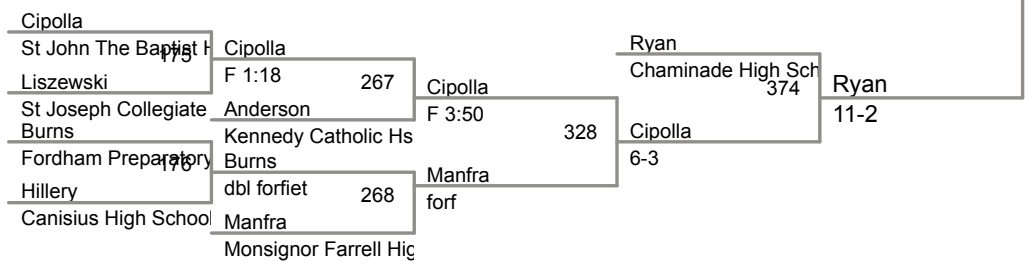 Cipolla
St John The Baptist H
175
Liszewski
St Joseph Collegiate
Burns
Fordham Preparatory
176
Hillery
Canisius High School
Cipolla
F 1:18
267
Anderson
Kennedy Catholic Hs
Burns
dbl forfiet
268
Manfra
Monsignor Farrell Hig
Cipolla
F 3:50
328
Manfra
forf
Ryan
Chaminade High Sch
374
Cipolla
6-3
Ryan
11-2